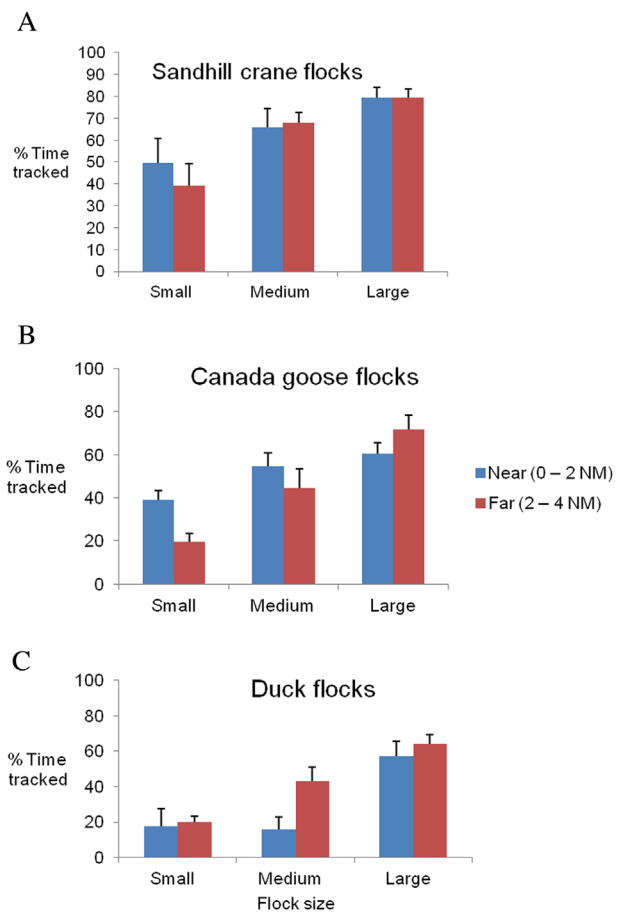 A
Sandhill crane flocks
100
90
80
70
60
50
40
30
20
10
0
% Time
tracked
Small Medium Large
B
Canada goose flocks
100
80
60
40
20
0
% Time
tracked
Small Medium Large
Near (0 – 2 NM)
Far (2 – 4 NM)
C
Duck flocks
100
80
60
40
20
0
% Time
tracked
Small Medium Large
Flock size